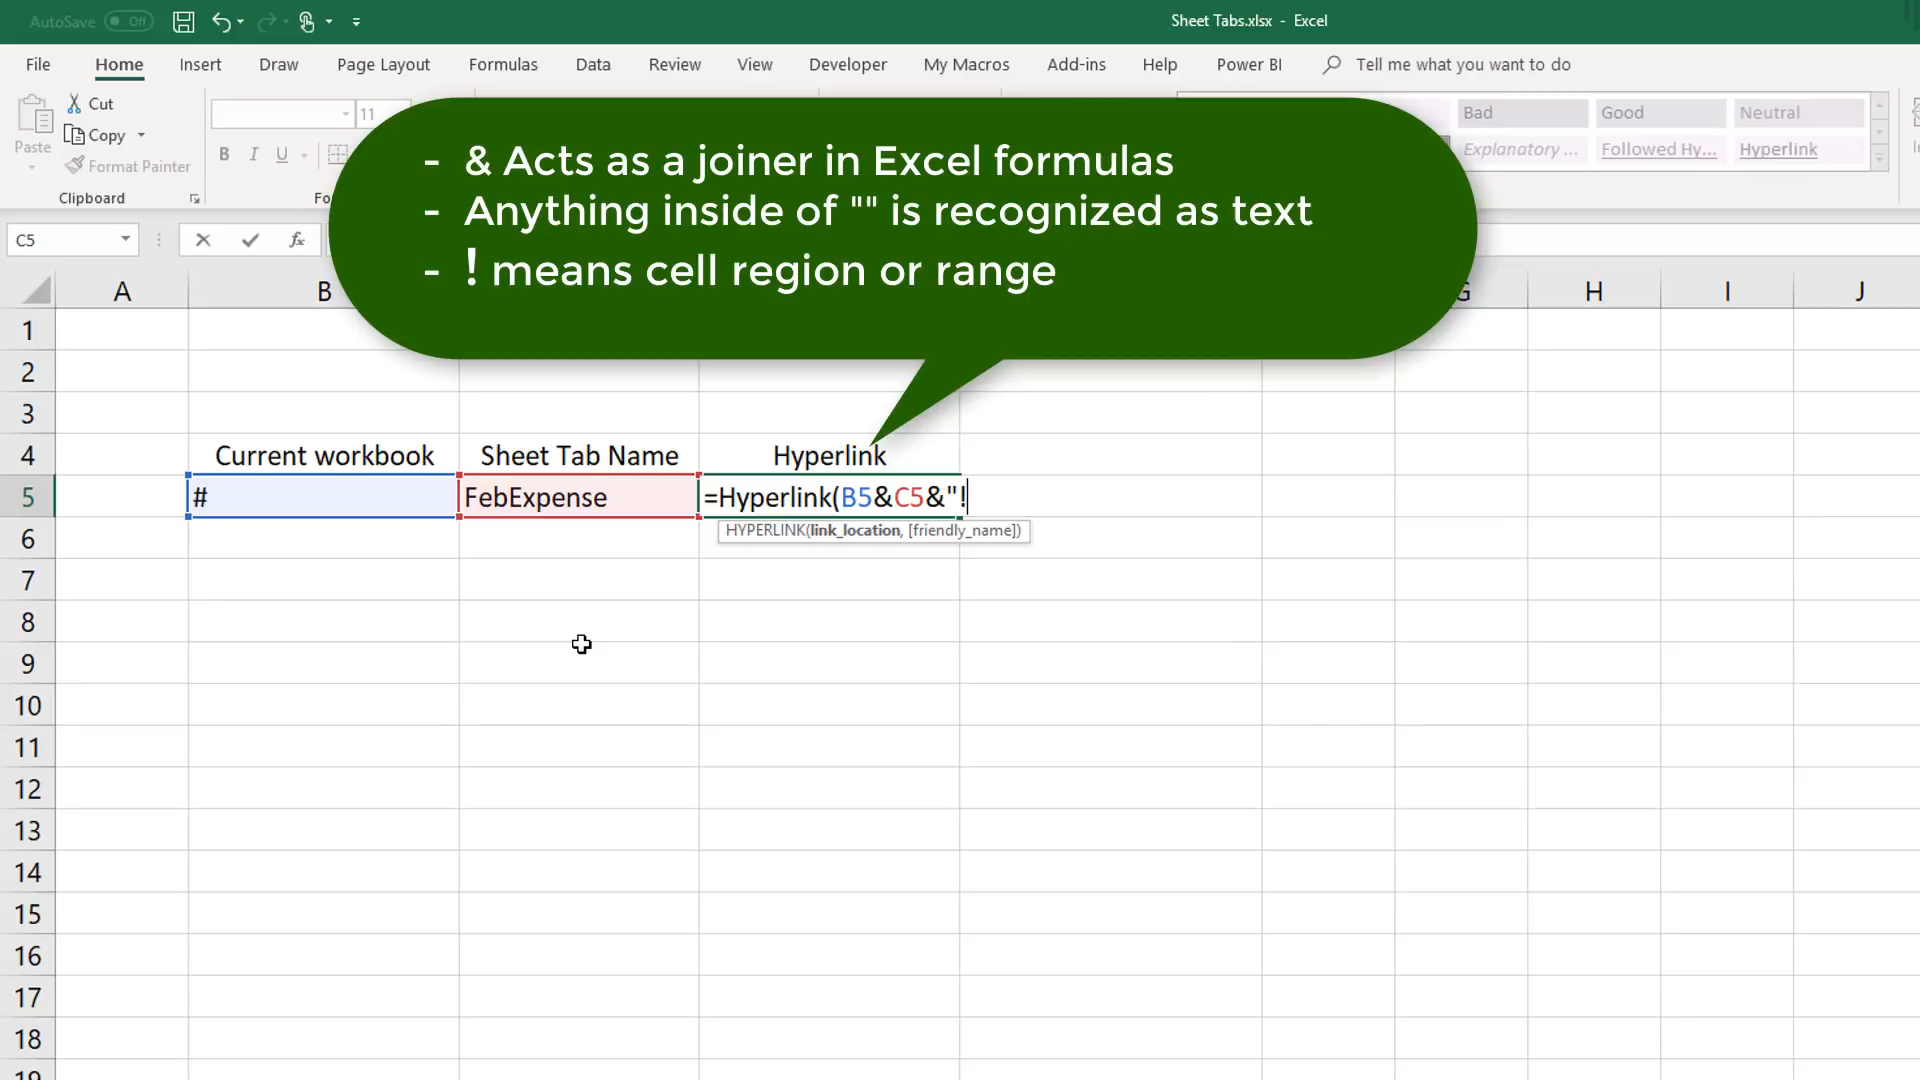 AutoSave Off
Sheet Tabs.xlsx - Excel
File Home Insert Draw Page Layout Formulas Data Review View Developer My Macros Add-ins Help Power BI Tell me what you want to do
Paste
Cut
Copy
Format Painter
Clipboard
11
B I U
Fo
Bad Good Neutral
Explanatory ... Followed Hy... Hyperlink
- & Acts as a joiner in Excel formulas
- Anything inside of "" is recognized as text
- ! means cell region or range
C5
fx
A B G H I J
1
2
3
4 Current workbook Sheet Tab Name Hyperlink
5 # FebExpense =Hyperlink(B5&C5&"!
HYPERLINK(link_location, [friendly_name])
6
7
8
9
10
11
12
13
14
15
16
17
18
19